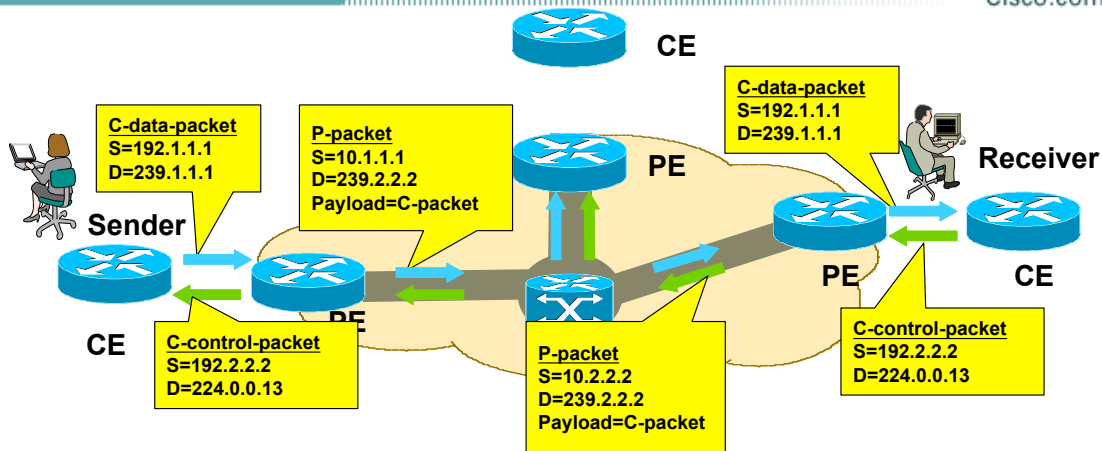 Cisco.com
CE
C-data-packet
S=192.1.1.1
D=239.1.1.1
P-packet
S=10.1.1.1
D=239.2.2.2
Payload=C-packet
C-data-packet
S=192.1.1.1
D=239.1.1.1
Sender
PE
Receiver
PE
PE
CE
CE
C-control-packet
S=192.2.2.2
D=224.0.0.13
P-packet
S=10.2.2.2
D=239.2.2.2
Payload=C-packet
C-control-packet
S=192.2.2.2
D=224.0.0.13